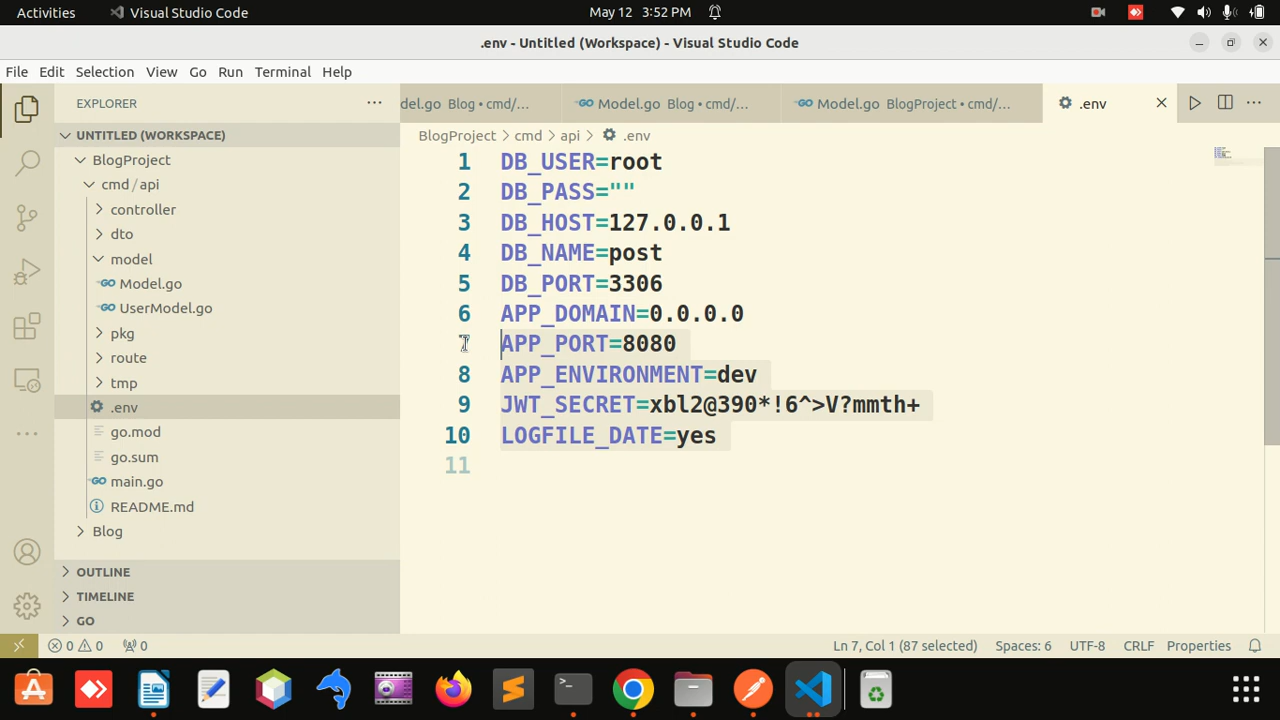 Activities Visual Studio Code May 12 3:52 PM
.env - Untitled (Workspace) - Visual Studio Code
File Edit Selection View Go Run Terminal Help
EXPLORER
del.go Blog • cmd/... Model.go Blog • cmd/... Model.go BlogProject • cmd/... .env
UNTITLED (WORKSPACE)
BlogProject > cmd > api > .env
BlogProject
cmd / api
controller
dto
model
Model.go
UserModel.go
pkg
route
tmp
.env
go.mod
go.sum
main.go
README.md
Blog
OUTLINE
TIMELINE
GO
1 DB_USER=root
2 DB_PASS=""
3 DB_HOST=127.0.0.1
4 DB_NAME=post
5 DB_PORT=3306
6 APP_DOMAIN=0.0.0.0
7 APP_PORT=8080
8 APP_ENVIRONMENT=dev
9 JWT_SECRET=xbl2@390*!6^>V?mmth+
10 LOGFILE_DATE=yes
11
0 0 0 Ln 7, Col 1 (87 selected) Spaces: 6 UTF-8 CRLF Properties